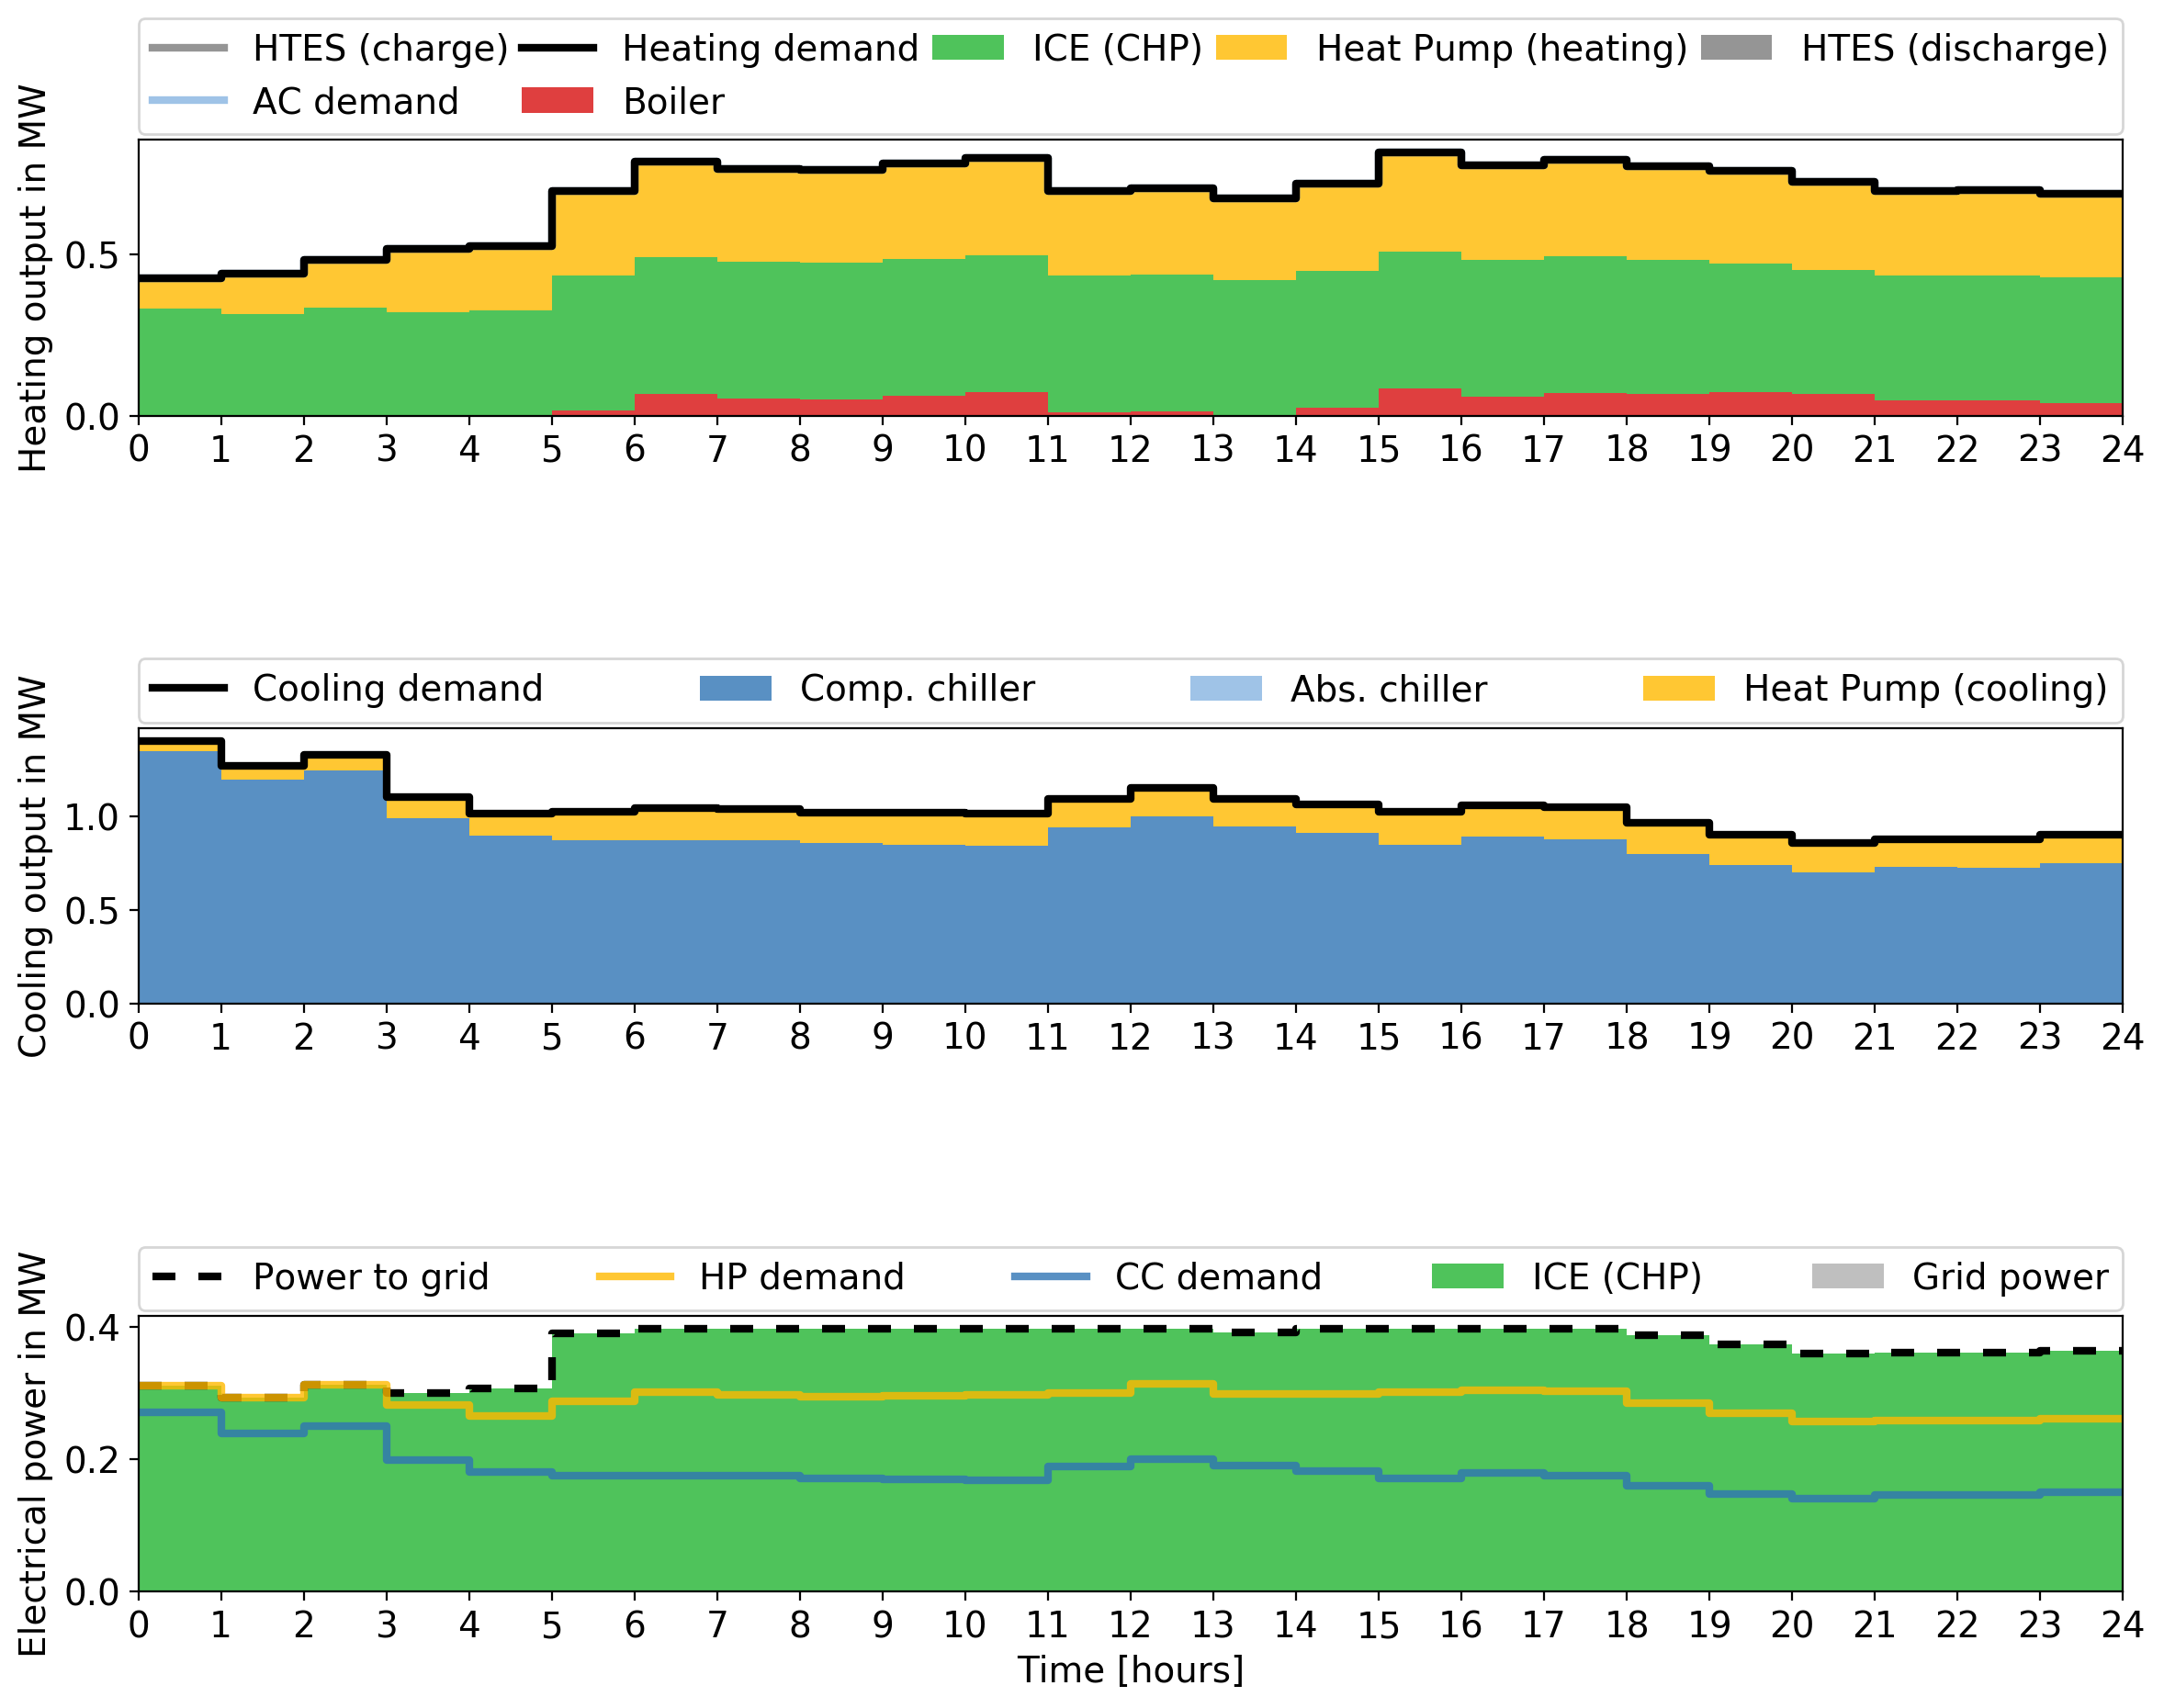 HTES (charge) Heating demand ICE (CHP) Heat Pump (heating) HTES (discharge)
AC demand Boiler
Heating output in MW
0.5
0.0
0 1 2 3 4 5 6 7 8 9 10 11 12 13 14 15 16 17 18 19 20 21 22 23 24
Cooling demand Comp. chiller Abs. chiller Heat Pump (cooling)
Cooling output in MW
1.0
0.5
0.0
0 1 2 3 4 5 6 7 8 9 10 11 12 13 14 15 16 17 18 19 20 21 22 23 24
Power to grid HP demand CC demand ICE (CHP) Grid power
Electrical power in MW
0.4
0.2
0.0
0 1 2 3 4 5 6 7 8 9 10 11 12 13 14 15 16 17 18 19 20 21 22 23 24
Time [hours]